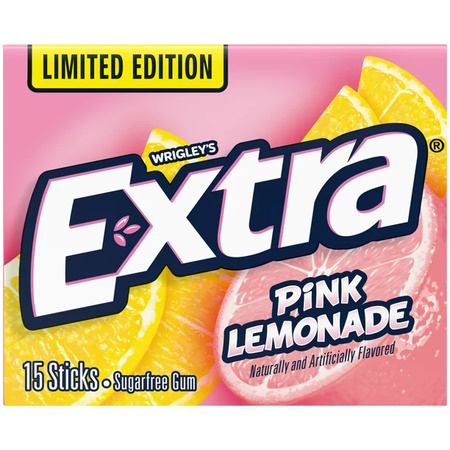 LIMITED EDITION
WRIGLEY'S
Extra®
PiNK
LEMONADE
Naturally and Artificially Flavored
15 Sticks • Sugarfree Gum